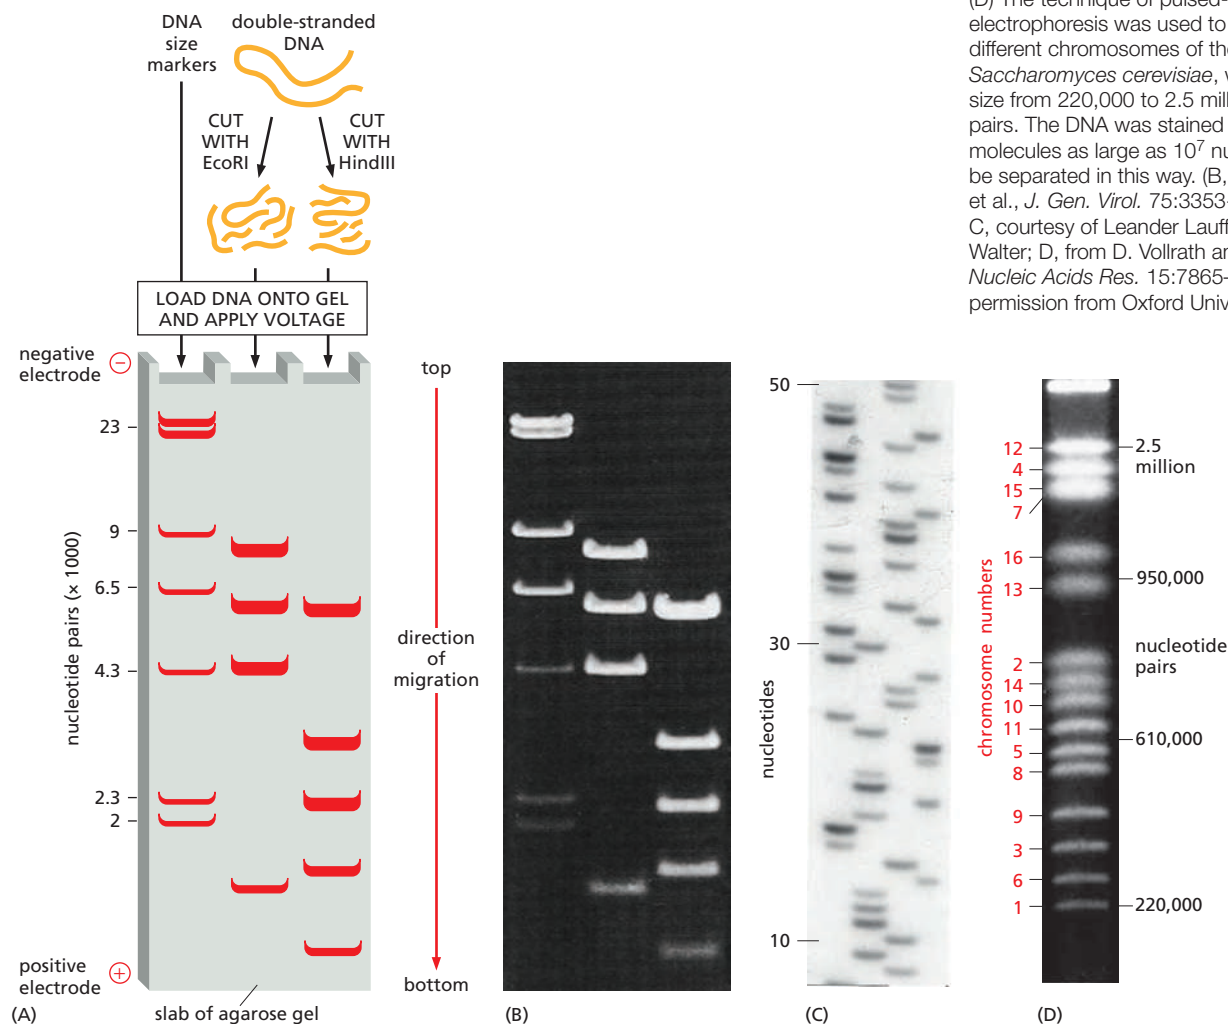 (D) The technique of pulsed-
electrophoresis was used to
different chromosomes of the
Saccharomyces cerevisiae,
size from 220,000 to 2.5 mill
pairs. The DNA was stained
molecules as large as 10⁷ nu
be separated in this way. (B,
et al., J. Gen. Virol. 75:3353-
C, courtesy of Leander Lauff
Walter; D, from D. Vollrath an
Nucleic Acids Res. 15:7865–
permission from Oxford Univ
DNA
size
markers
double-stranded
DNA
CUT
WITH
EcoRI
CUT
WITH
HindIII
LOAD DNA ONTO GEL
AND APPLY VOLTAGE
negative
electrode
−
nucleotide pairs (× 1000)
23
9
6.5
4.3
2.3
2
positive
electrode
+
slab of agarose gel
(A)
top
direction
of
migration
bottom
(B)
nucleotides
50
30
10
(C)
chromosome numbers
12
4
15
7
16
13
2
14
10
11
5
8
9
3
6
1
2.5
million
950,000
nucleotide
pairs
610,000
220,000
(D)